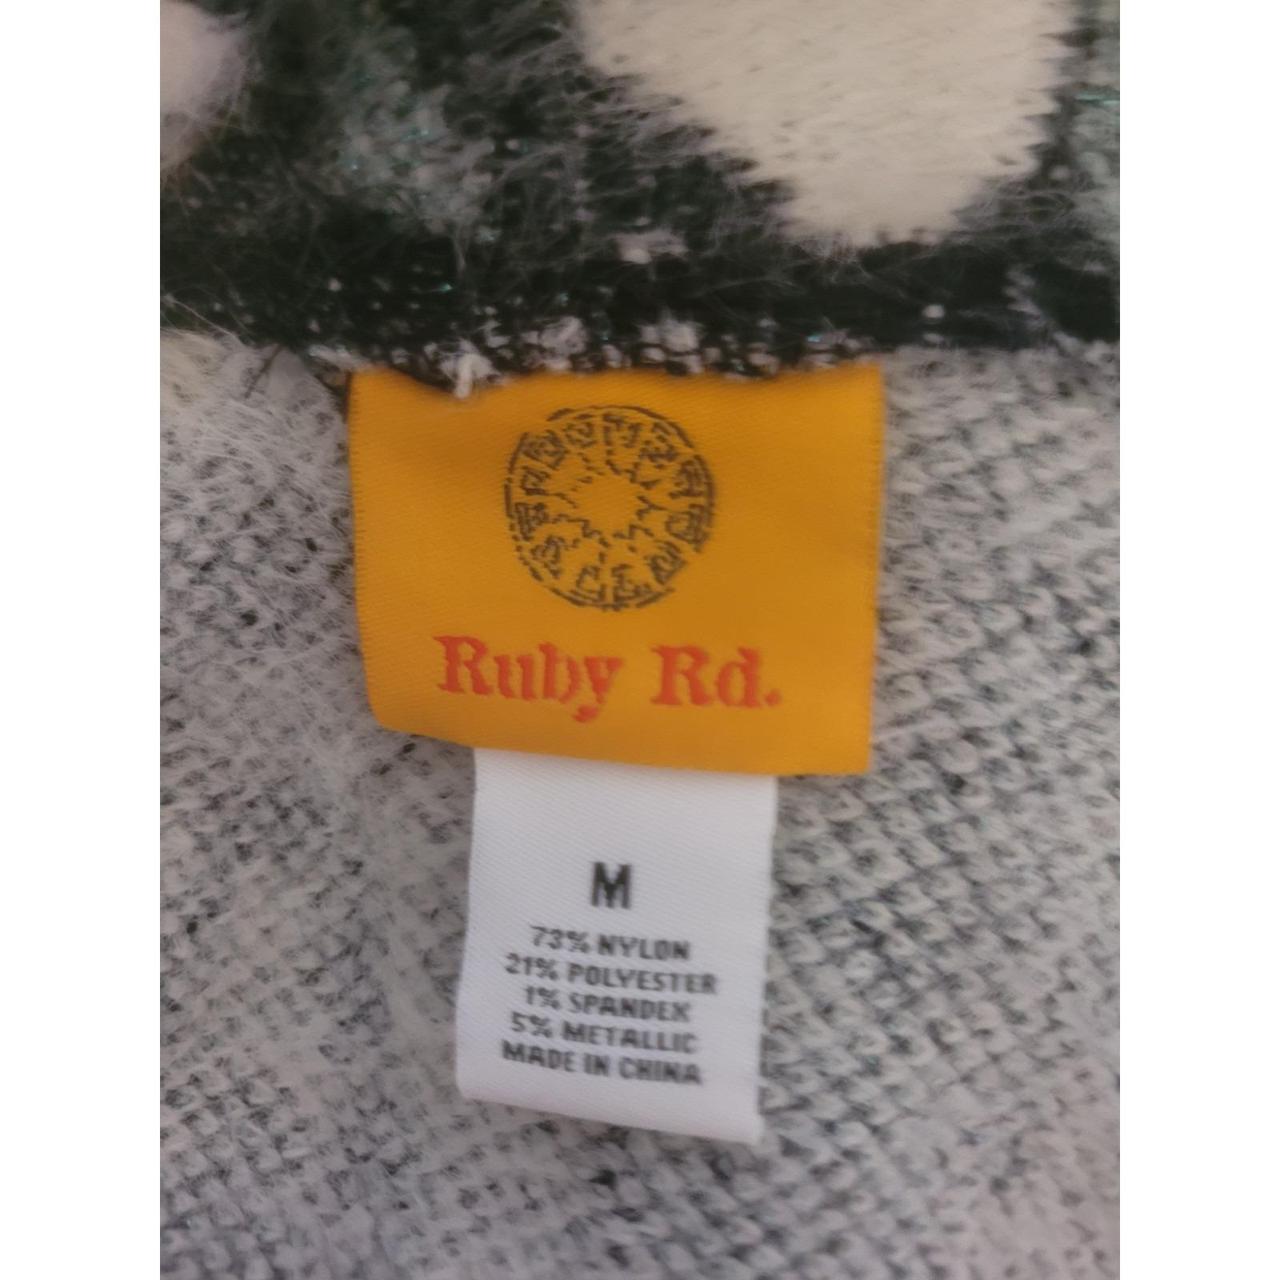 Ruby Rd.
M
73% NYLON
21% POLYESTER
1% SPANDEX
5% METALLIC
MADE IN CHINA